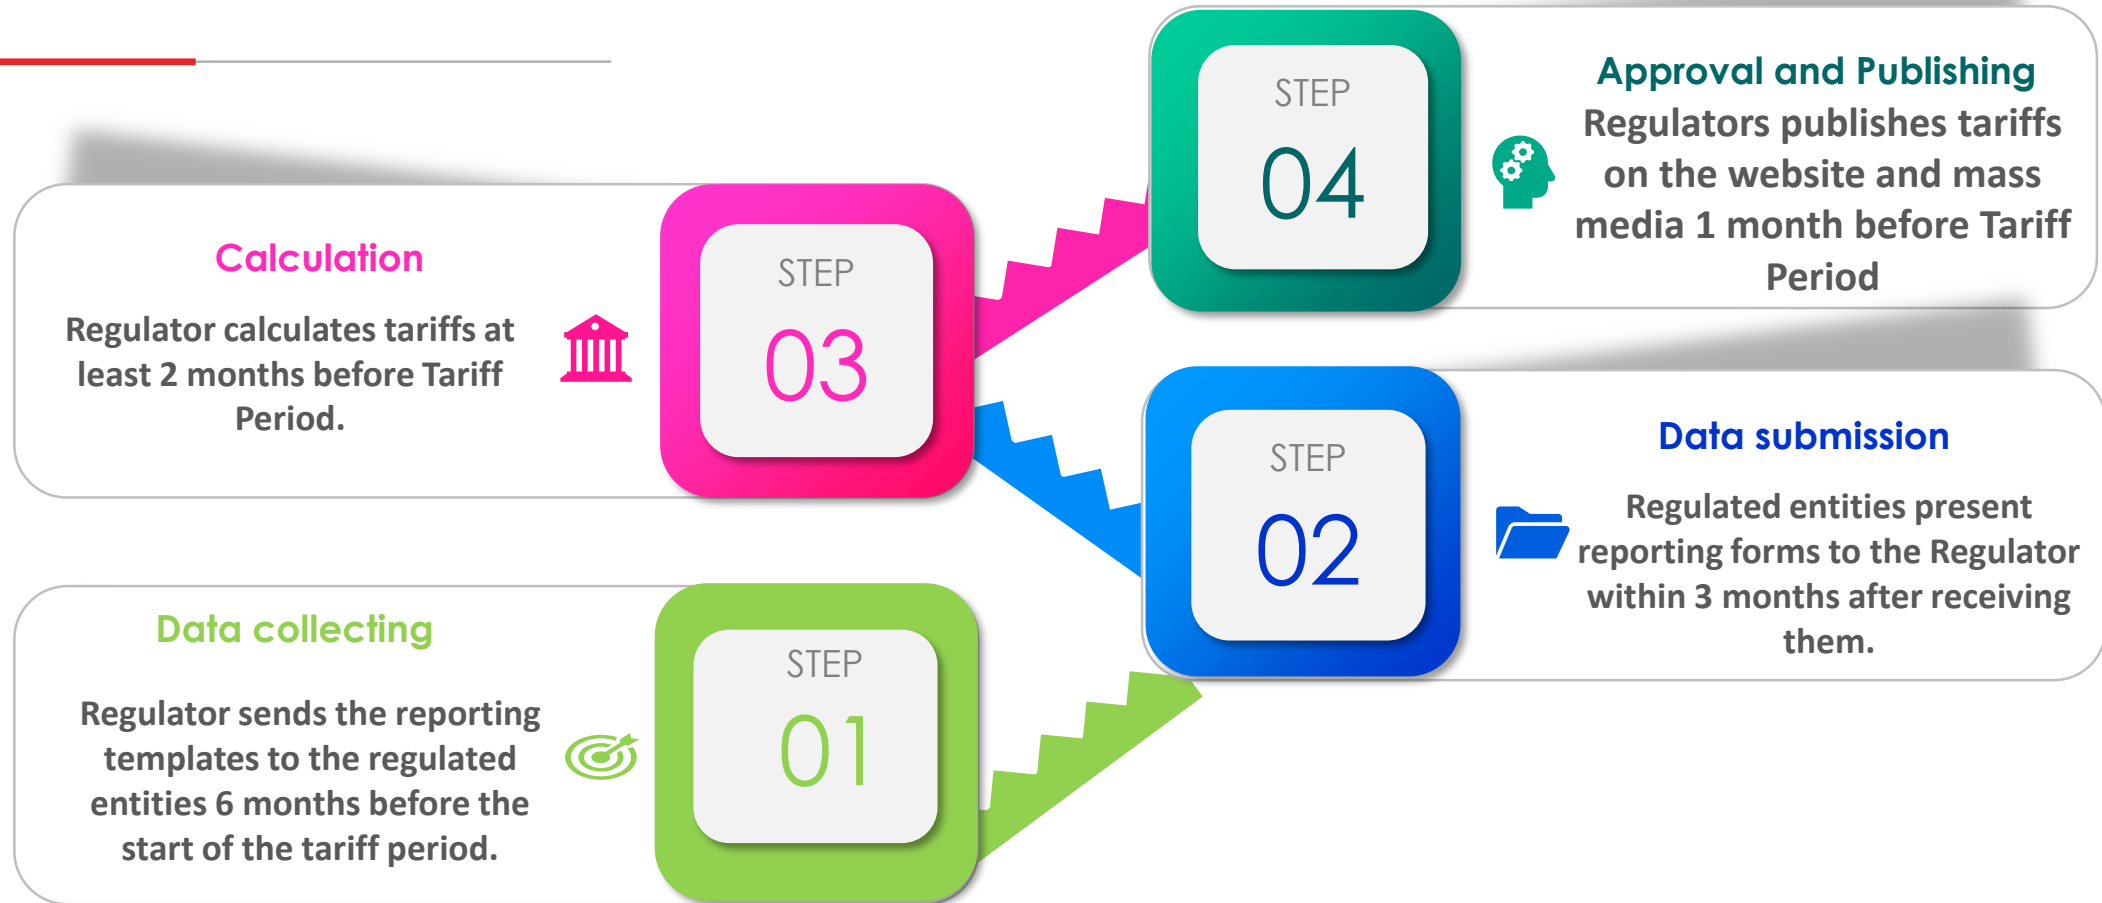 STEP
04
Approval and Publishing
Regulators publishes tariffs
on the website and mass
media 1 month before Tariff
Period
Calculation
Regulator calculates tariffs at
least 2 months before Tariff
Period.
STEP
03
STEP
02
Data submission
Regulated entities present
reporting forms to the Regulator
within 3 months after receiving
them.
Data collecting
Regulator sends the reporting
templates to the regulated
entities 6 months before the
start of the tariff period.
STEP
01